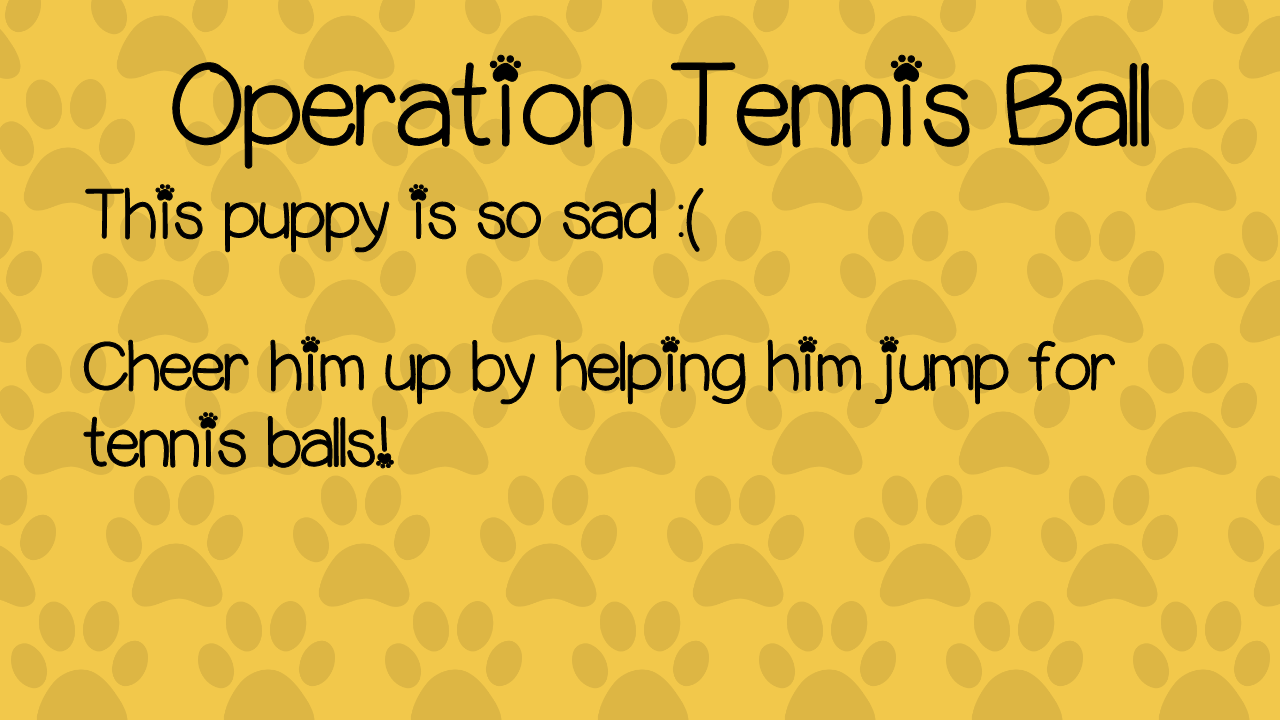 Operation Tennis Ball
This puppy is so sad :(
Cheer him up by helping him jump for
tennis balls!